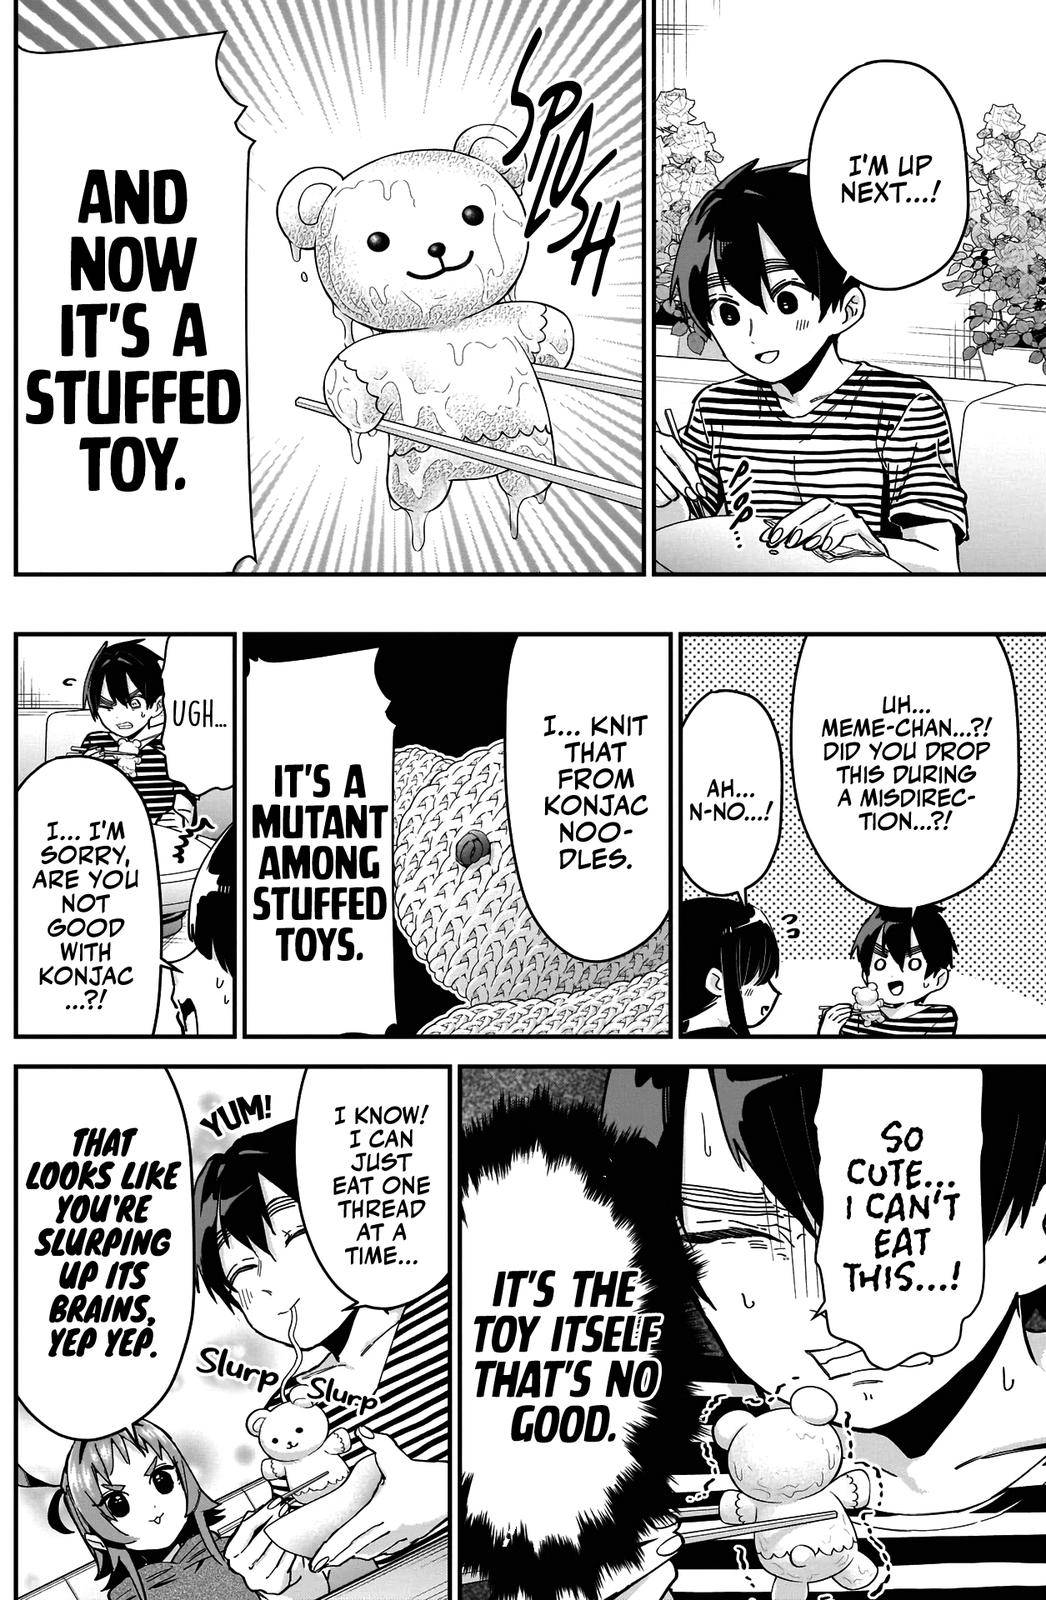 I'M UP
NEXT...!
POP
POP
SPLOSH
AND
NOW
IT'S A
STUFFED
TOY.
UH...
MEME-CHAN...?!
DID YOU DROP
THIS DURING
A MISDIREC-
TION...?!
AH...
N-NO...!
I... KNIT
THAT
FROM
KONJAC
NOO-
DLES.
IT'S A
MUTANT
AMONG
STUFFED
TOYS.
UGH...
I... I'M
SORRY,
ARE YOU
NOT
GOOD
WITH
KONJAC
...?!
SO
CUTE...
I CAN'T
EAT
THIS...!
IT'S THE
TOY ITSELF
THAT'S NO
GOOD.
I KNOW!
I CAN
JUST
EAT ONE
THREAD
AT A
TIME...
YUM!
Slurp
Slurp
THAT
LOOKS LIKE
YOU'RE
SLURPING
UP ITS
BRAINS,
YEP YEP.